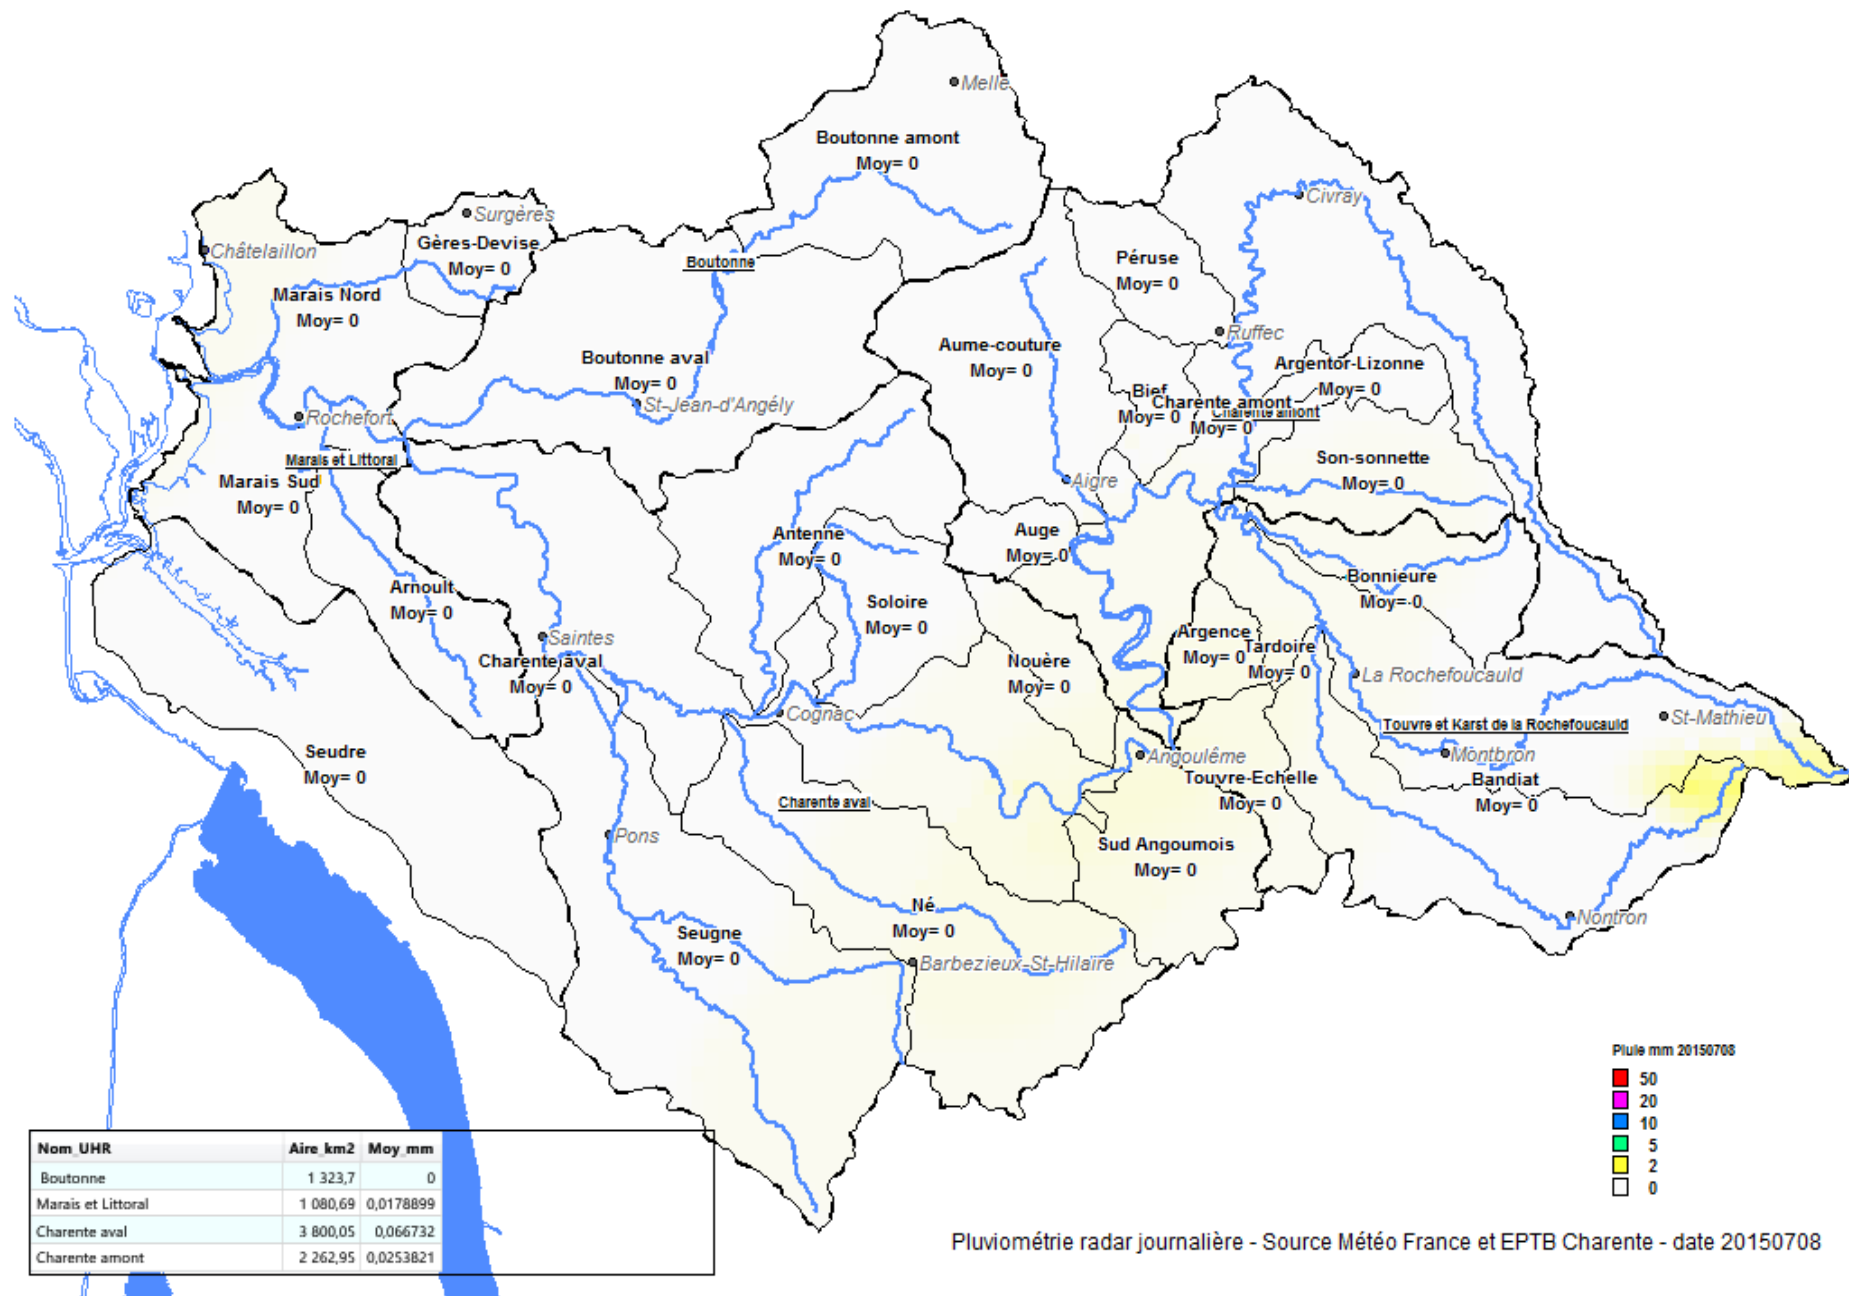 Melle
Boutonne amont
Moy= 0
Civray
Surgères
Châtelaillon
Gères-Devise
Moy= 0
Boutonne
Péruse
Moy= 0
Marais Nord
Moy= 0
Ruffec
Aume-couture
Moy= 0
Boutonne aval
Moy= 0
Argentor-Lizonne
Moy= 0
Bief
Moy= 0
Charente amont
Moy= 0
Charente amont
St-Jean-d'Angély
Rochefort
Marais et Littoral
Marais Sud
Moy= 0
Son-sonnette
Moy= 0
Aigre
Antenne
Moy= 0
Auge
Moy= 0
Arnoult
Moy= 0
Bonnieure
Moy= 0
Soloire
Moy= 0
Saintes
Argence
Moy= 0
Tardoire
Moy= 0
Charente aval
Moy= 0
Nouère
Moy= 0
La Rochefoucauld
Cognac
Touvre et Karst de la Rochefoucauld
St-Mathieu
Seudre
Moy= 0
Angoulême
Montbron
Touvre-Echelle
Moy= 0
Bandiat
Moy= 0
Charente aval
Pons
Sud Angoumois
Moy= 0
Né
Moy= 0
Nontron
Seugne
Moy= 0
Barbezieux-St-Hilaire
Pluie mm 20150708
50
20
10
5
2
0
Nom_UHR Aire_km2 Moy_mm
Boutonne 1 323,7 0
Marais et Littoral 1 080,69 0,0178899
Charente aval 3 800,05 0,066732
Charente amont 2 262,95 0,0253821
Pluviométrie radar journalière - Source Météo France et EPTB Charente - date 20150708